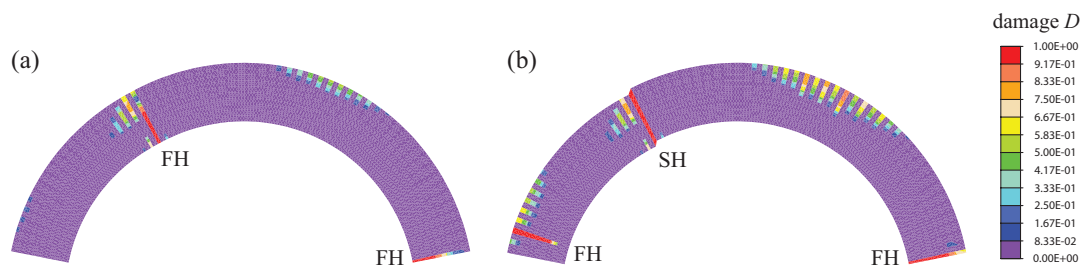 damage D
(a)
(b)
1.00E+00
9.17E-01
8.33E-01
7.50E-01
6.67E-01
5.83E-01
5.00E-01
4.17E-01
3.33E-01
2.50E-01
1.67E-01
8.33E-02
0.00E+00
FH
FH
SH
FH
FH